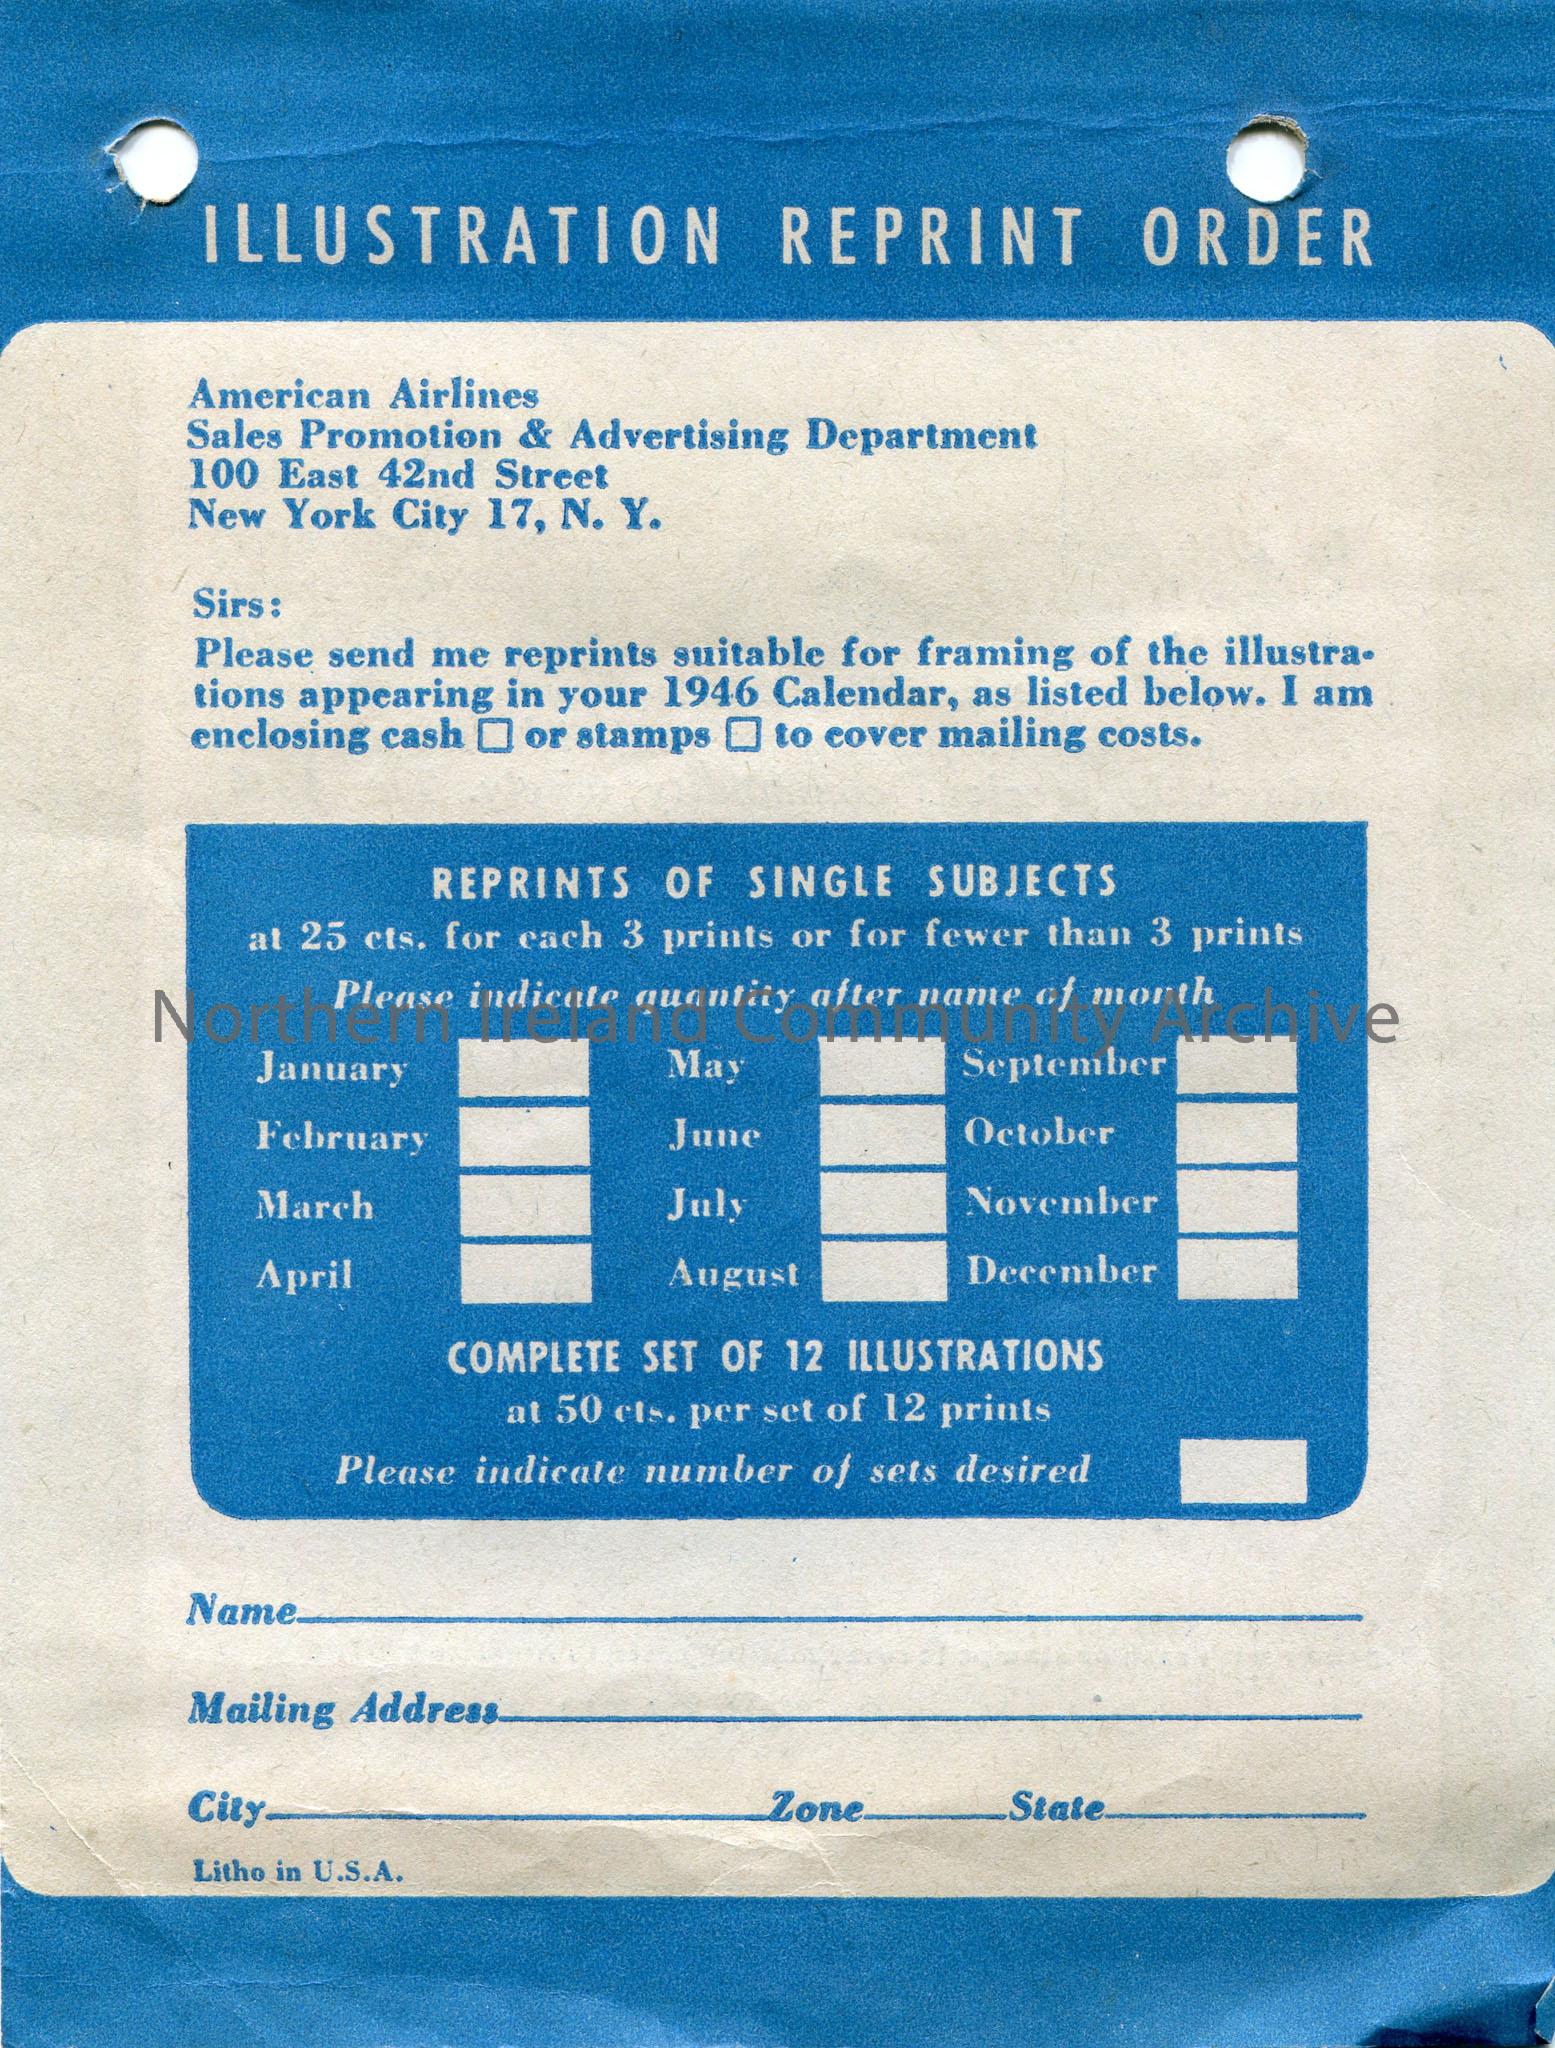 ILLUSTRATION REPRINT ORDER
American Airlines
Sales Promotion & Advertising Department
100 East 42nd Street
New York City 17, N. Y.
Sirs:
Please send me reprints suitable for framing of the illustra-
tions appearing in your 1946 Calendar, as listed below. I am
enclosing cash □ or stamps □ to cover mailing costs.
REPRINTS OF SINGLE SUBJECTS
at 25 cts. for each 3 prints or for fewer than 3 prints
Please indicate quantity after name of month
Northern Ireland Community Archive
January May September
February June October
March July November
April August December
COMPLETE SET OF 12 ILLUSTRATIONS
at 50 cts. per set of 12 prints
Please indicate number of sets desired
Name
Mailing Address
City Zone State
Litho in U.S.A.